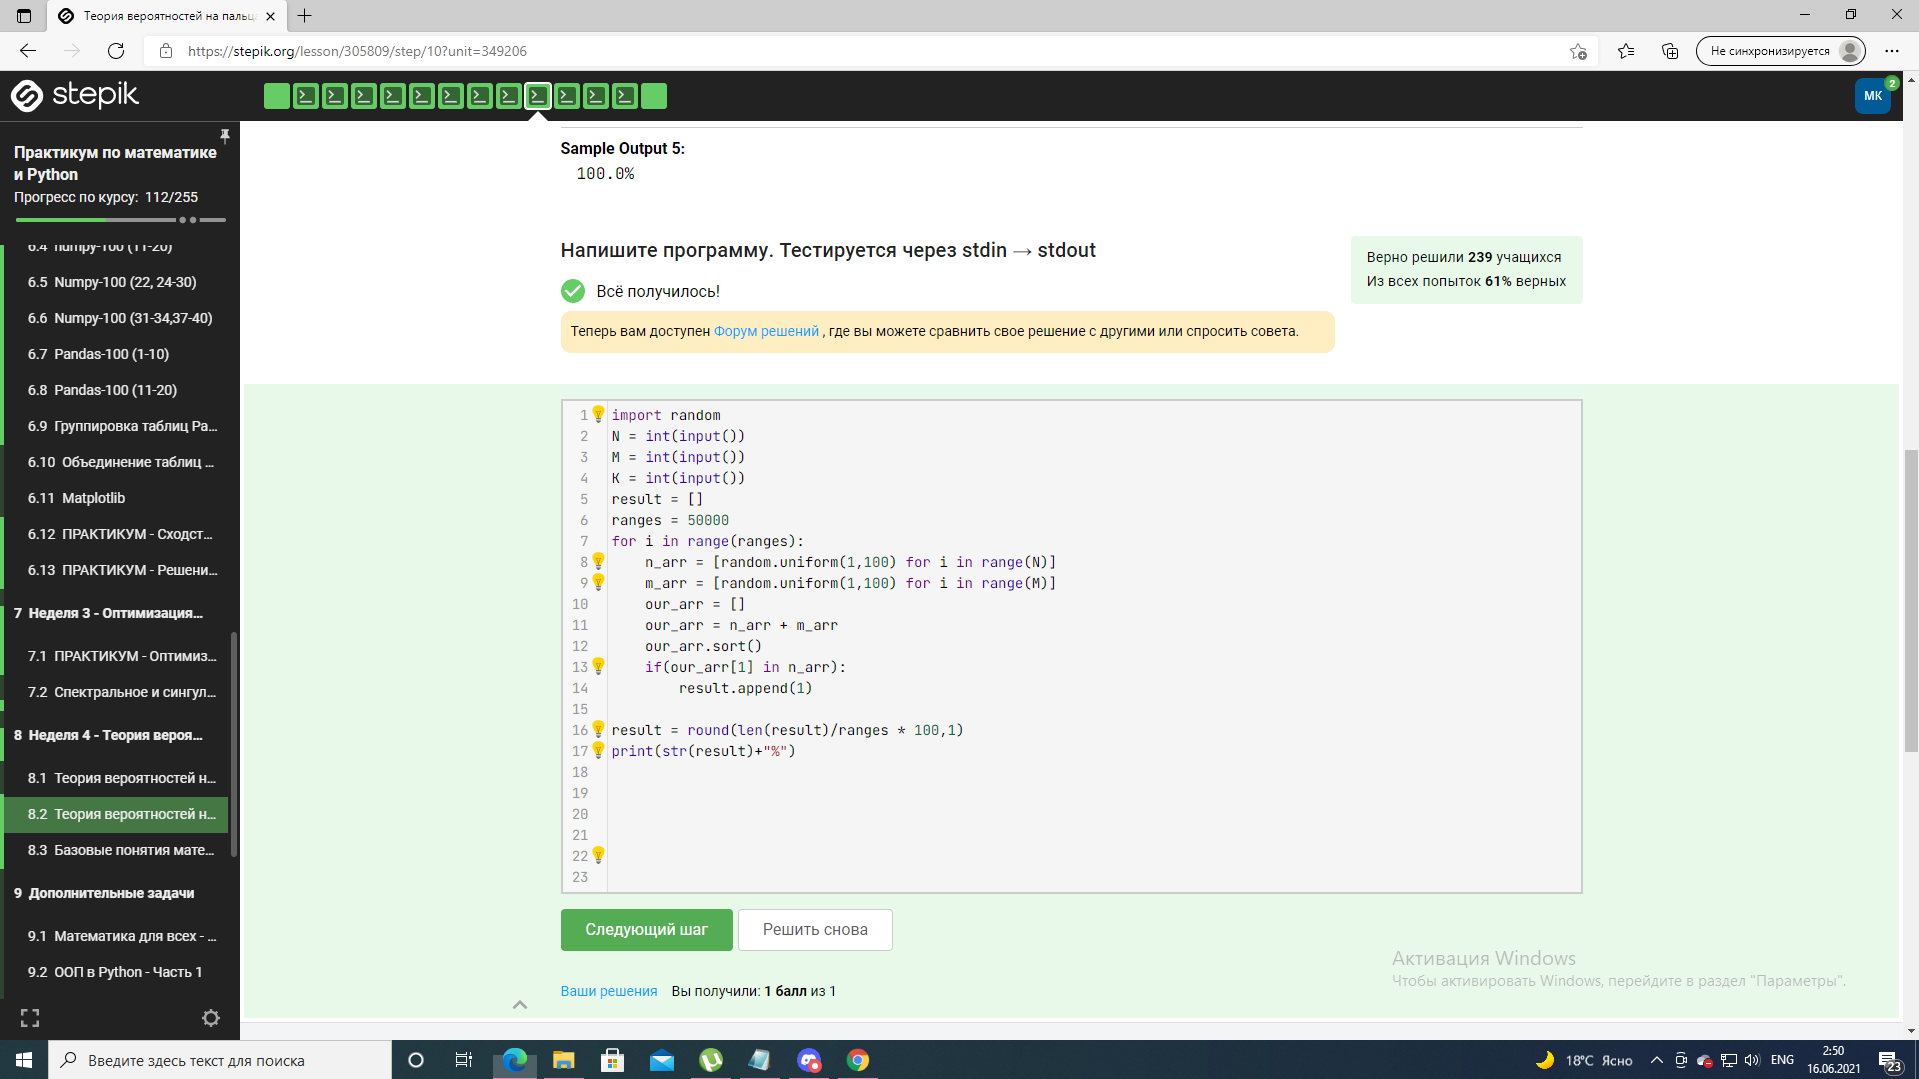 Теория вероятностей на пальца
https://stepik.org/lesson/305809/step/10?unit=349206
Не синхронизируется
stepik
МК
2
Практикум по математике
и Python
Прогресс по курсу: 112/255
6.4 numpy-100 (11-20)
6.5 Numpy-100 (22, 24-30)
6.6 Numpy-100 (31-34,37-40)
6.7 Pandas-100 (1-10)
6.8 Pandas-100 (11-20)
6.9 Группировка таблиц Pa...
6.10 Объединение таблиц ...
6.11 Matplotlib
6.12 ПРАКТИКУМ - Сходст...
6.13 ПРАКТИКУМ - Решени...
7 Неделя 3 - Оптимизация...
7.1 ПРАКТИКУМ - Оптимиз...
7.2 Спектральное и сингул...
8 Неделя 4 - Теория вероя...
8.1 Теория вероятностей н...
8.2 Теория вероятностей н...
8.3 Базовые понятия мате...
9 Дополнительные задачи
9.1 Математика для всех - ...
9.2 ООП в Python - Часть 1
Sample Output 5:
100.0%
Напишите программу. Тестируется через stdin → stdout
Всё получилось!
Теперь вам доступен Форум решений , где вы можете сравнить свое решение с другими или спросить совета.
Верно решили 239 учащихся
Из всех попыток 61% верных
1 import random
2 N = int(input())
3 M = int(input())
4 K = int(input())
5 result = []
6 ranges = 50000
7 for i in range(ranges):
8     n_arr = [random.uniform(1,100) for i in range(N)]
9     m_arr = [random.uniform(1,100) for i in range(M)]
10     our_arr = []
11     our_arr = n_arr + m_arr
12     our_arr.sort()
13     if(our_arr[1] in n_arr):
14         result.append(1)
15
16 result = round(len(result)/ranges * 100,1)
17 print(str(result)+"%")
18
19
20
21
22
23
Следующий шаг
Решить снова
Ваши решения Вы получили: 1 балл из 1
Активация Windows
Чтобы активировать Windows, перейдите в раздел "Параметры".
Введите здесь текст для поиска
18°C Ясно
ENG
2:50
16.06.2021
23